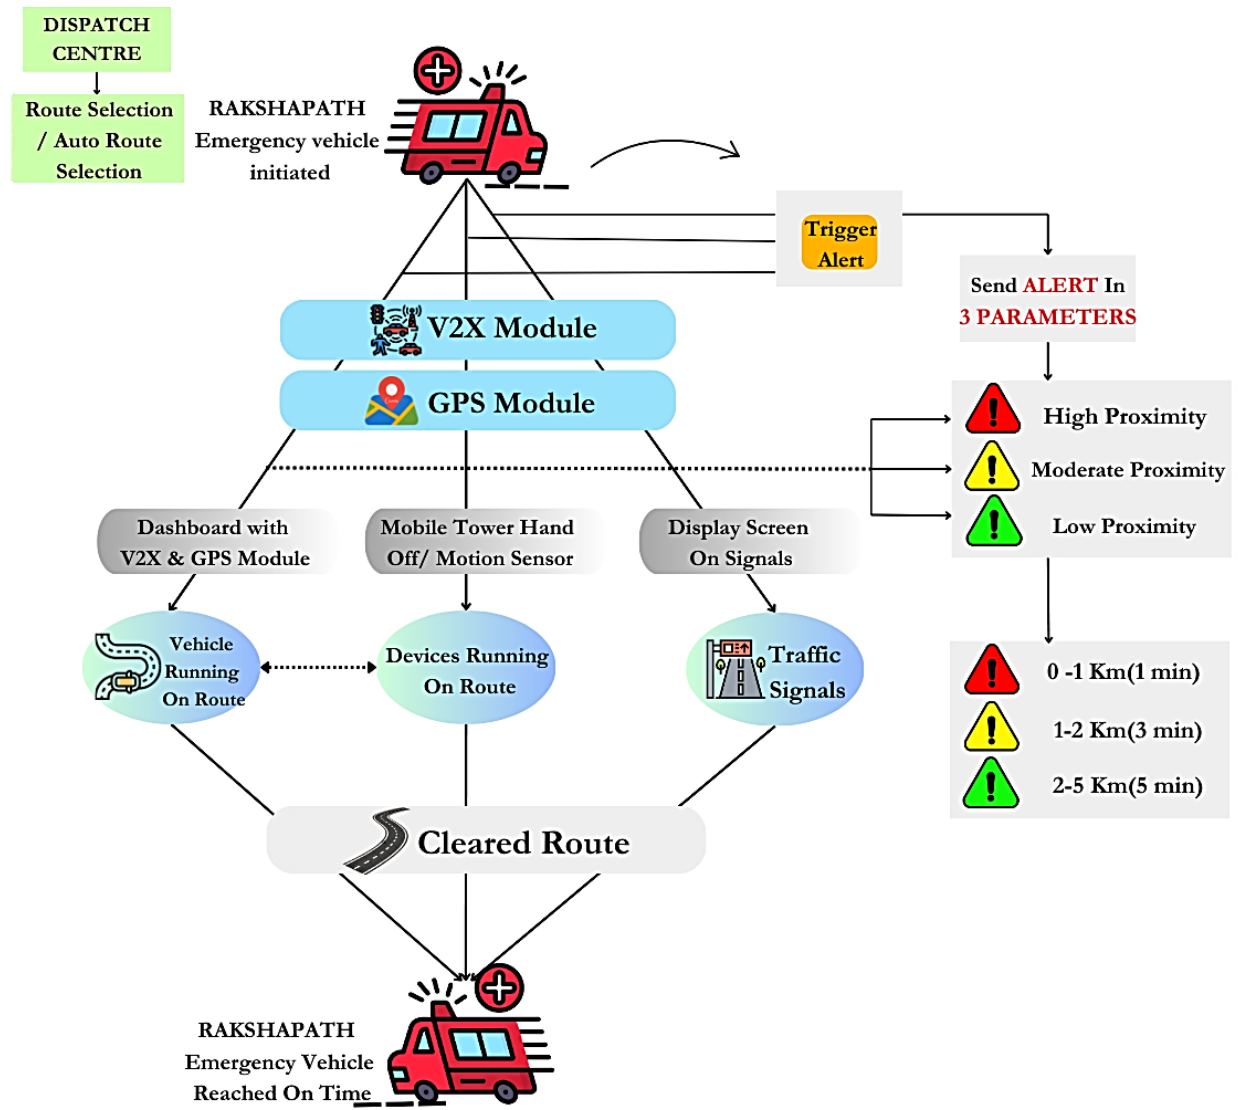 DISPATCH
CENTRE
Route Selection
/ Auto Route
Selection
RAKSHAPATH
Emergency vehicle
initiated
Trigger
Alert
Send ALERT In
3 PARAMETERS
V2X Module
GPS Module
High Proximity
Moderate Proximity
Low Proximity
Dashboard with
V2X & GPS Module
Mobile Tower Hand
Off/ Motion Sensor
Display Screen
On Signals
Vehicle
Running
On Route
Devices Running
On Route
Traffic
Signals
0 -1 Km(1 min)
1-2 Km(3 min)
2-5 Km(5 min)
Cleared Route
RAKSHAPATH
Emergency Vehicle
Reached On Time